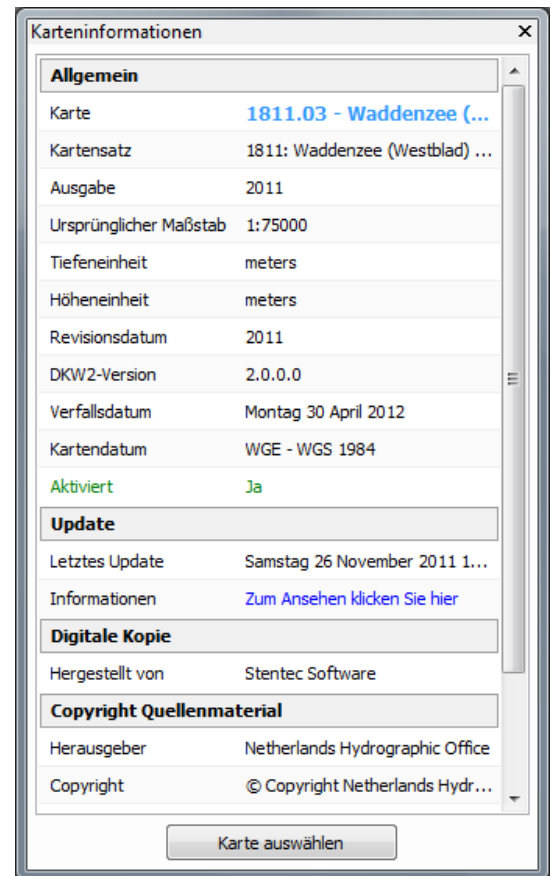 Karteninformationen
Allgemein
Karte 1811.03 - Waddenzee (...
Kartensatz 1811: Waddenzee (Westblad) ...
Ausgabe 2011
Ursprünglicher Maßstab 1:75000
Tiefeneinheit meters
Höheneinheit meters
Revisionsdatum 2011
DKW2-Version 2.0.0.0
Verfallsdatum Montag 30 April 2012
Kartendatum WGE - WGS 1984
Aktiviert Ja
Update
Letztes Update Samstag 26 November 2011 1...
Informationen Zum Ansehen klicken Sie hier
Digitale Kopie
Hergestellt von Stentec Software
Copyright Quellenmaterial
Herausgeber Netherlands Hydrographic Office
Copyright © Copyright Netherlands Hydr...
Karte auswählen